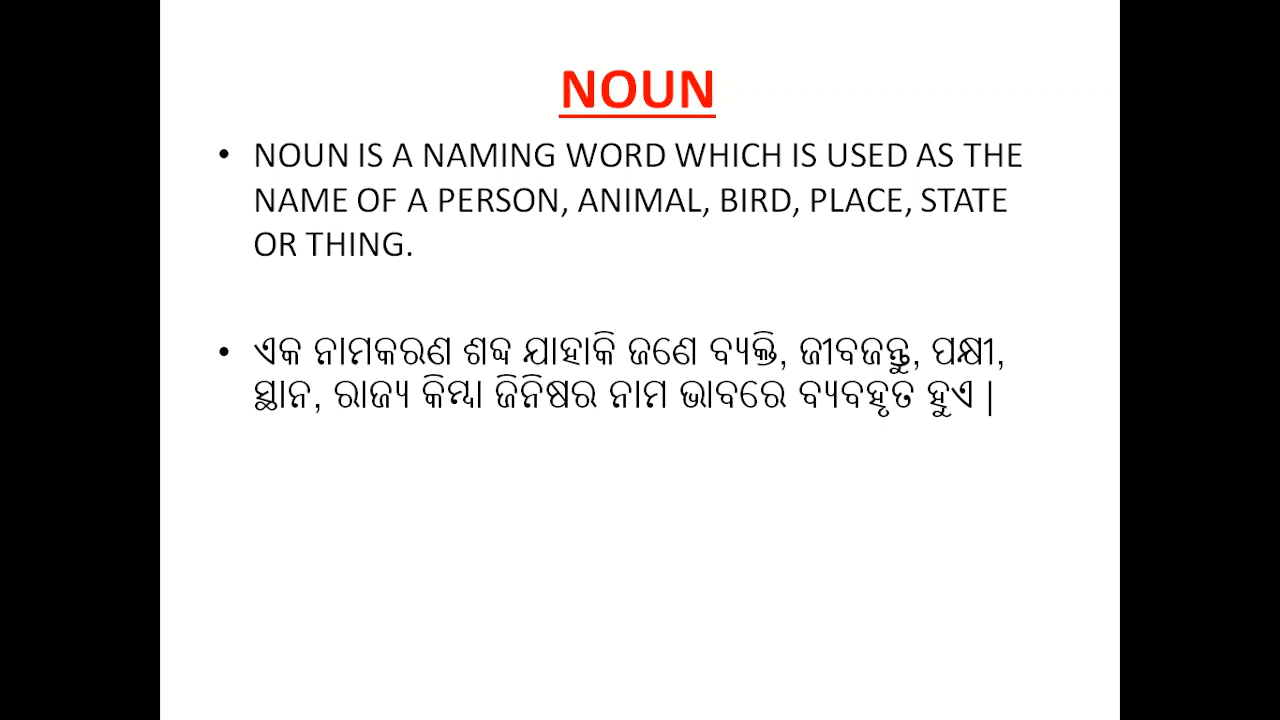 NOUN
• NOUN IS A NAMING WORD WHICH IS USED AS THE
NAME OF A PERSON, ANIMAL, BIRD, PLACE, STATE
OR THING.
• ଏକ ନାମକରଣ ଶବ୍ଦ ଯାହାକି ଜଣେ ବ୍ୟକ୍ତି, ଜୀବଜନ୍ତୁ, ପକ୍ଷୀ,
ସ୍ଥାନ, ରାଜ୍ୟ କିମ୍ବା ଜିନିଷର ନାମ ଭାବରେ ବ୍ୟବହୃତ ହୁଏ |